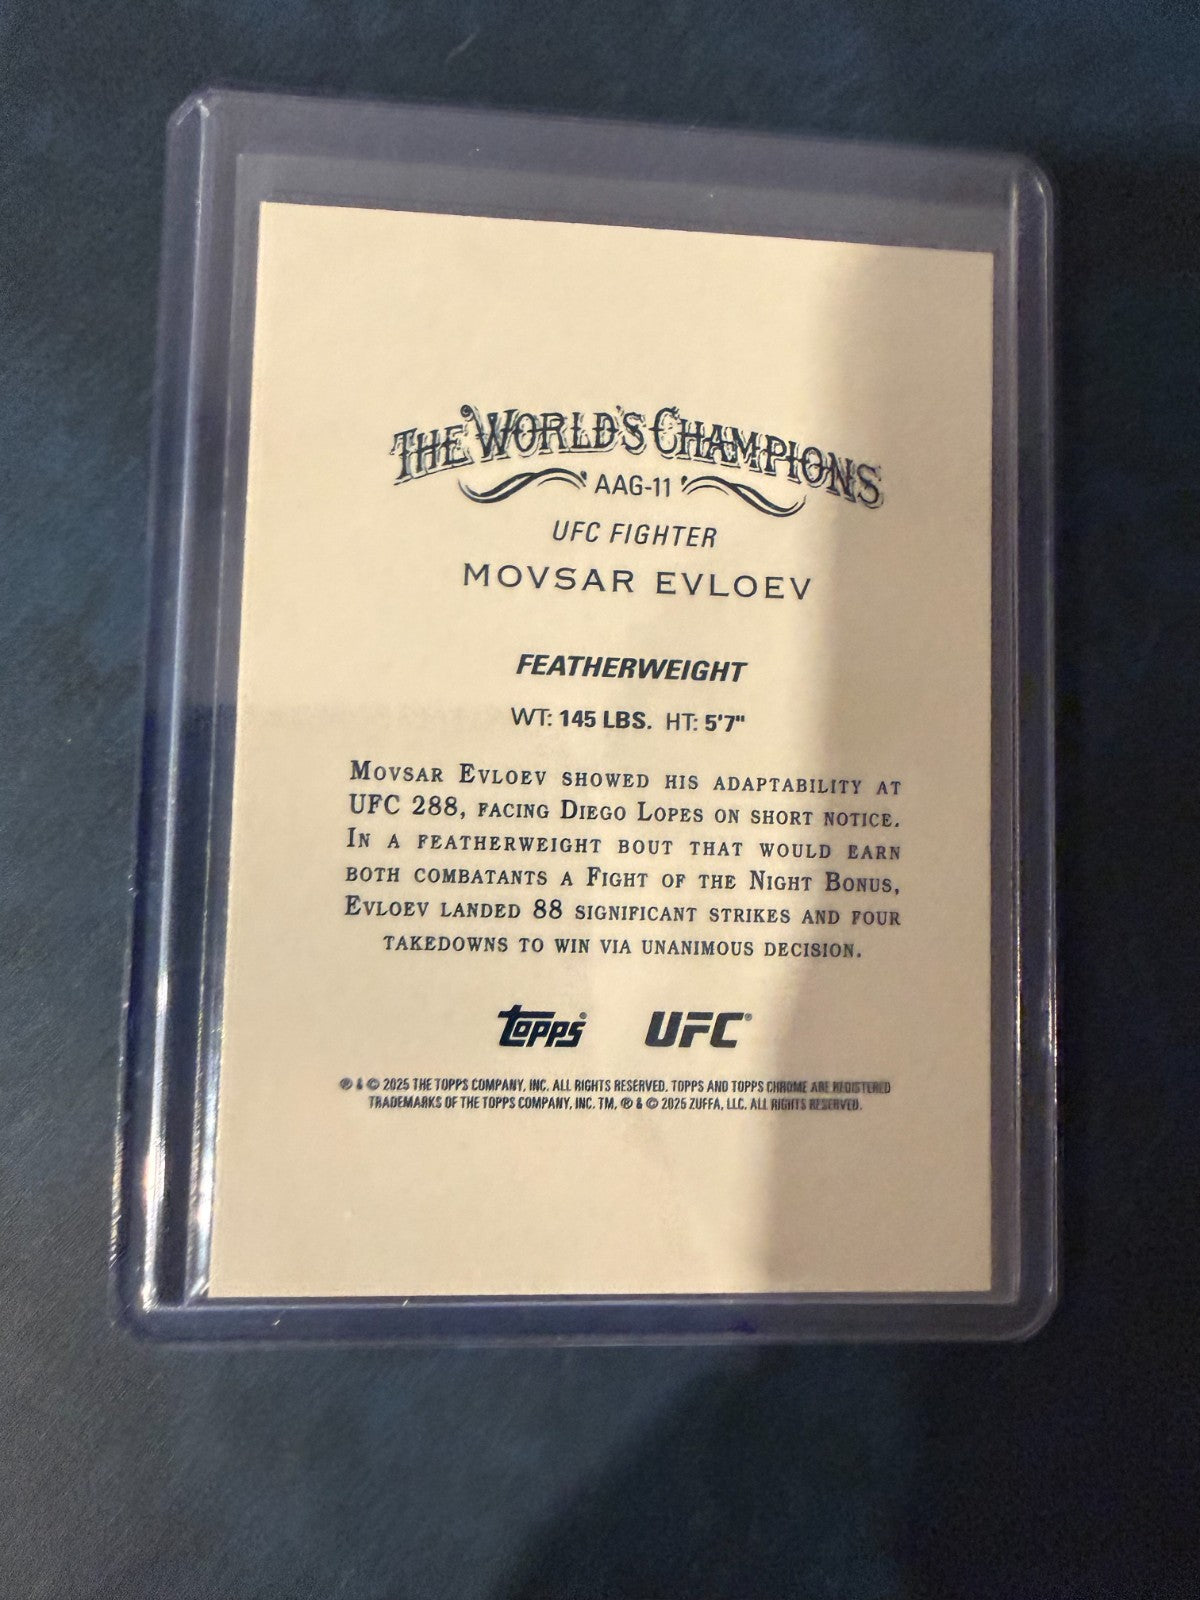 THE WORLD'S CHAMPIONS
AAG-11
UFC FIGHTER
MOVSAR EVLOEV
FEATHERWEIGHT
WT: 145 LBS. HT: 5'7"
MOVSAR EVLOEV SHOWED HIS ADAPTABILITY AT
UFC 288, FACING DIEGO LOPES ON SHORT NOTICE.
IN A FEATHERWEIGHT BOUT THAT WOULD EARN
BOTH COMBATANTS A FIGHT OF THE NIGHT BONUS,
EVLOEV LANDED 88 SIGNIFICANT STRIKES AND FOUR
TAKEDOWNS TO WIN VIA UNANIMOUS DECISION.
topps® UFC®
® & © 2025 THE TOPPS COMPANY, INC. ALL RIGHTS RESERVED. TOPPS AND TOPPS CHROME ARE REGISTERED
TRADEMARKS OF THE TOPPS COMPANY, INC. TM, ® & © 2025 ZUFFA, LLC. ALL RIGHTS RESERVED.